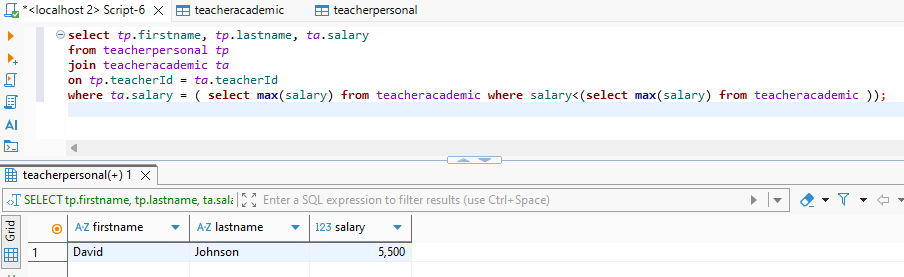 *<localhost 2> Script-6 teacheracademic teacherpersonal
select tp.firstname, tp.lastname, ta.salary
from teacherpersonal tp
join teacheracademic ta
on tp.teacherId = ta.teacherId
where ta.salary = ( select max(salary) from teacheracademic where salary<(select max(salary) from teacheracademic ));
AI
teacherpersonal(+) 1
SELECT tp.firstname, tp.lastname, ta.sala Enter a SQL expression to filter results (use Ctrl+Space)
Grid
A-Z firstname A-Z lastname 123 salary
1 David Johnson 5,500